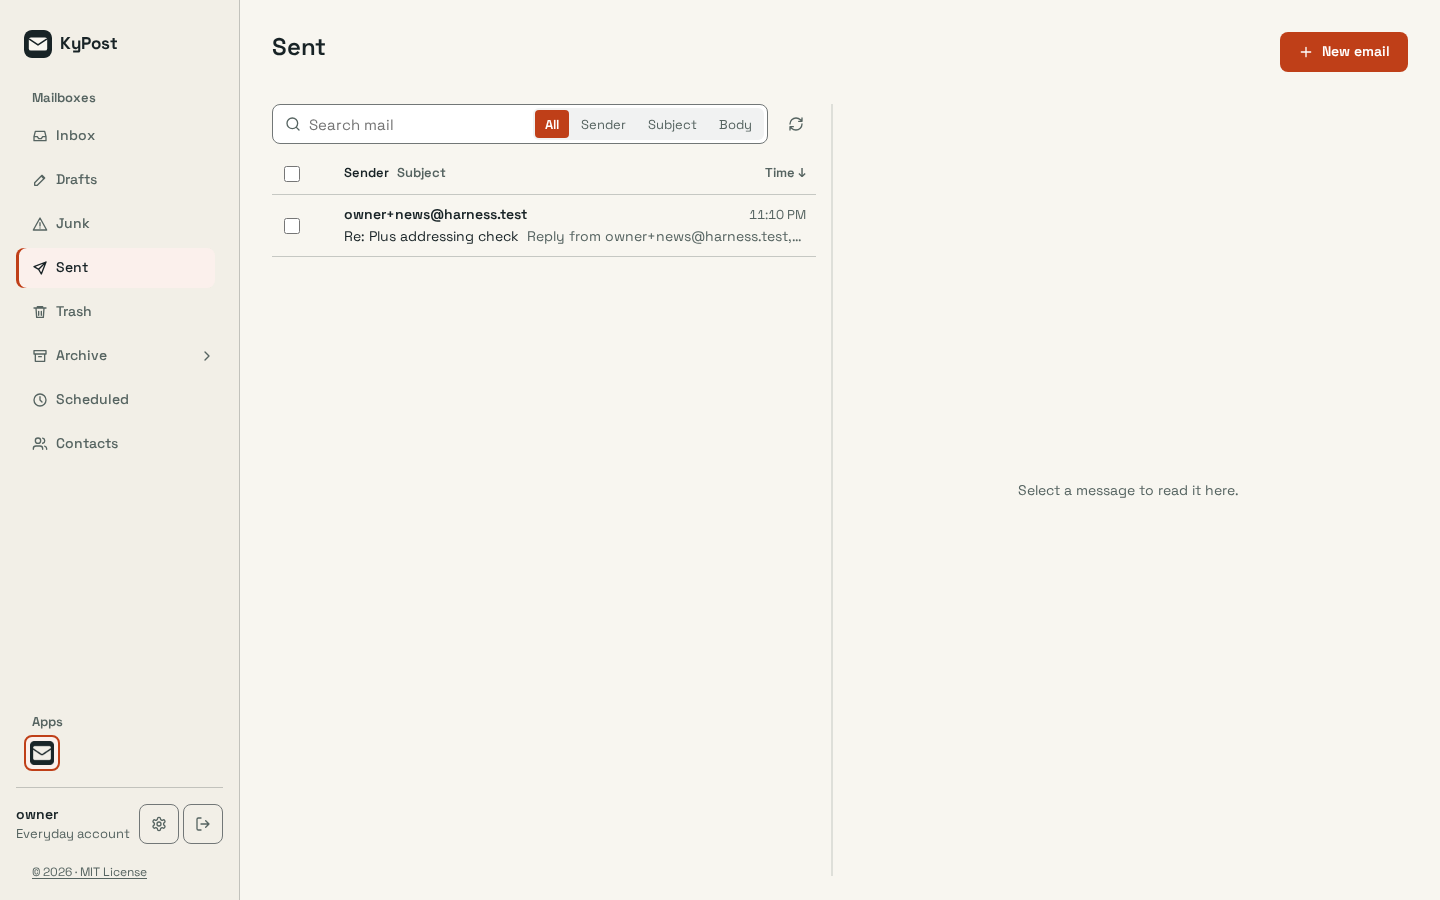 KyPost
Mailboxes
Inbox
Drafts
Junk
Sent
Trash
Archive
Scheduled
Contacts
Apps
owner
Everyday account
© 2026 · MIT License
Sent
New email
Search mail
All Sender Subject Body
Sender Subject Time ↓
owner+news@harness.test 11:10 PM
Re: Plus addressing check Reply from owner+news@harness.test,...
Select a message to read it here.